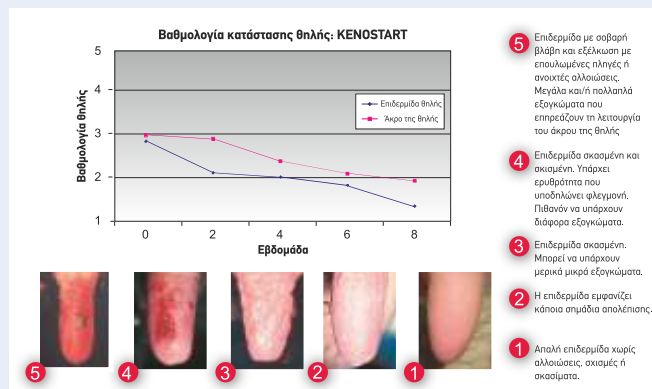 Βαθμολογία κατάστασης θηλής: KENOSTART
Βαθμολογία θηλής
5
4
3
2
1
Επιδερμίδα θηλής
Άκρο της θηλής
0 2 4 6 8
Εβδομάδα
5
4
3
2
1
5
Επιδερμίδα με σοβαρή
βλάβη και εξέλκωση με
επουλωμένες πληγές ή
ανοιχτές αλλοιώσεις.
Μεγάλα και/ή πολλαπλά
εξογκώματα που
επηρεάζουν τη λειτουργία
του άκρου της θηλής
4
Επιδερμίδα σκασμένη και
σκισμένη. Υπάρχει
ερυθρότητα που
υποδηλώνει φλεγμονή.
Πιθανόν να υπάρχουν
διάφορα εξογκώματα.
3
Επιδερμίδα σκασμένη.
Μπορεί να υπάρχουν
μερικά μικρά εξογκώματα.
2
Η επιδερμίδα εμφανίζει
κάποια σημάδια απολέπισης.
1
Απαλή επιδερμίδα χωρίς
αλλοιώσεις, σχισμές ή
σκασίματα.